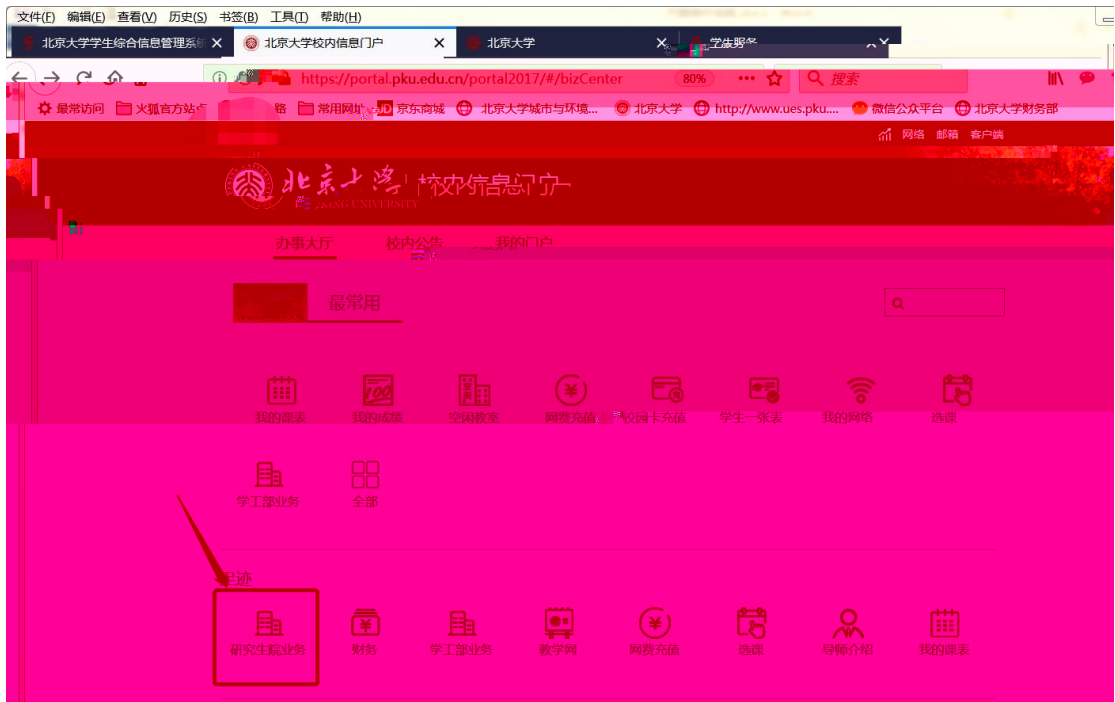 文件(F) 编辑(E) 查看(V) 历史(S) 书签(B) 工具(T) 帮助(H)
北京大学学生综合信息管理系统 北京大学校内信息门户 北京大学
https://portal.pku.edu.cn/portal2017/#/bizCenter 80% 搜索
最常访问 火狐官方站点 常用网址 京东商城 北京大学城市与环境... 北京大学 http://www.ues.pku.... 微信公众平台 北京大学财务部
网络 邮箱 客户端
北京大学 校内信息门户
办事大厅 校内公告 我的门户
最常用
我的课表 我的成绩 空闲教室 网费充值 校园卡充值 学生一张表 我的网络 选课
学工部业务 全部
足迹
研究生院业务 财务 学工部业务 教学网 网费充值 选课 导师介绍 我的课表